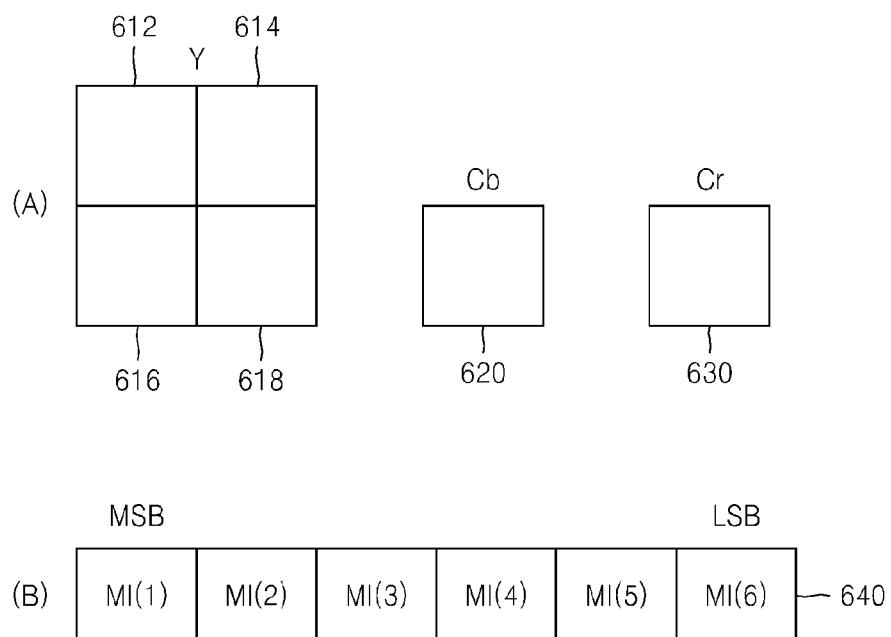 612 614
Y
(A)
Cb Cr
616 618
620 630
MSB LSB
(B) MI(1) MI(2) MI(3) MI(4) MI(5) MI(6) 640